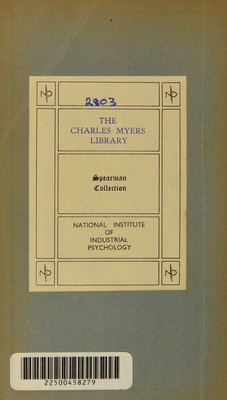 2803
THE
CHARLES MYERS
LIBRARY
Spearman
Collection
NATIONAL INSTITUTE
OF
INDUSTRIAL
PSYCHOLOGY
22500458279